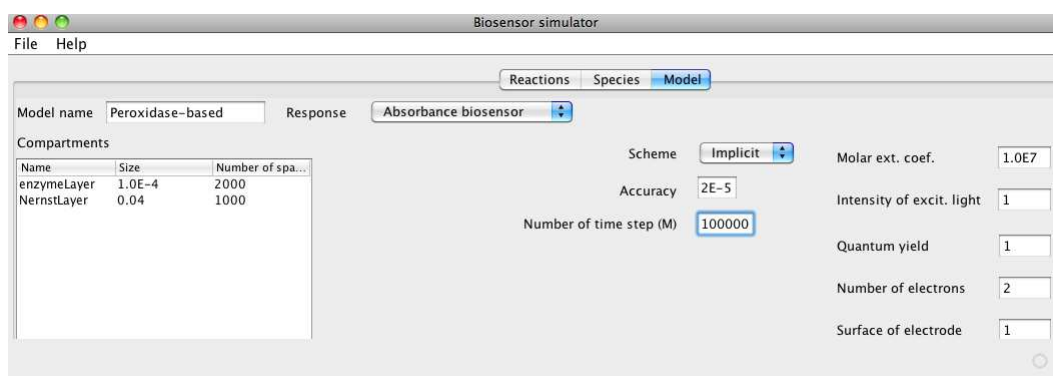 Biosensor simulator
File Help
Reactions Species Model
Model name Peroxidase-based Response Absorbance biosensor
Compartments
Name Size Number of spa...
enzymeLayer 1.0E-4 2000
NernstLayer 0.04 1000
Scheme Implicit
Accuracy 2E-5
Number of time step (M) 100000
Molar ext. coef. 1.0E7
Intensity of excit. light 1
Quantum yield 1
Number of electrons 2
Surface of electrode 1